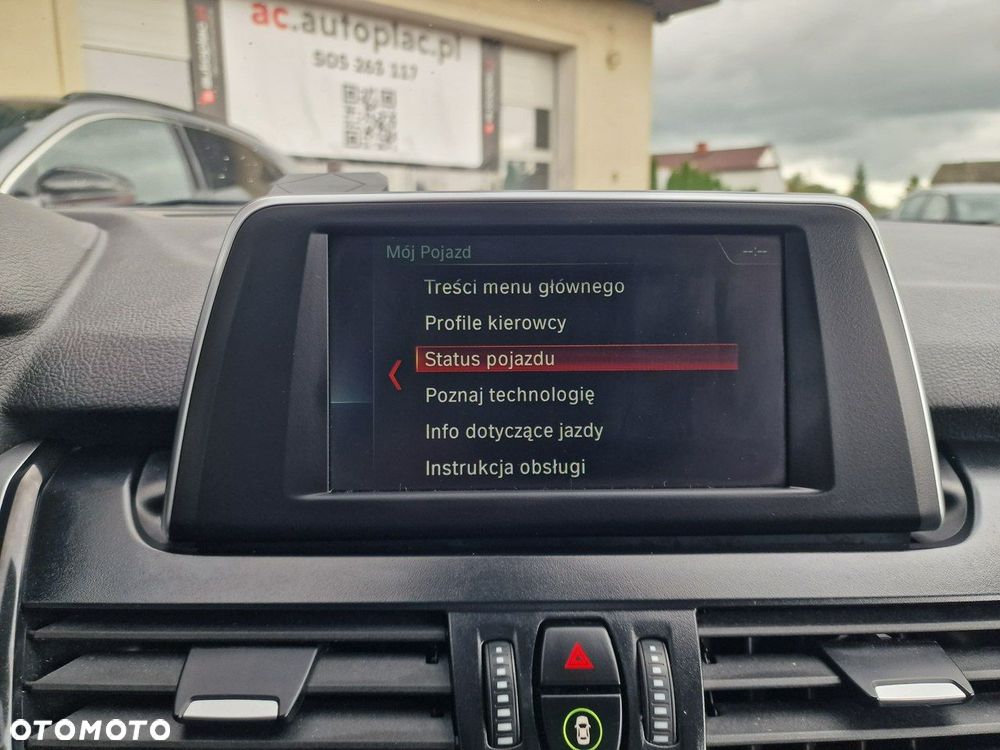 ac.autoplac.pl
505 263 117
Mój Pojazd
--:--
Treści menu głównego
Profile kierowcy
Status pojazdu
Poznaj technologię
Info dotyczące jazdy
Instrukcja obsługi
OTOMOTO